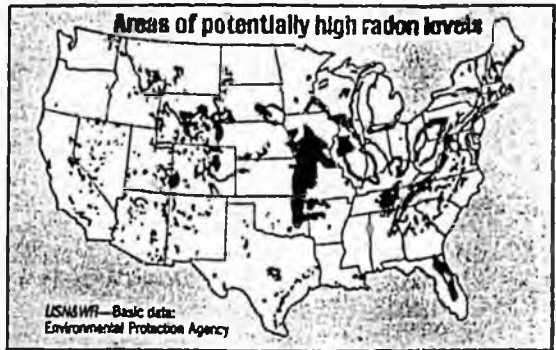 Areas of potentially high radon levels
USN&WR—Basic data:
Environmental Protection Agency